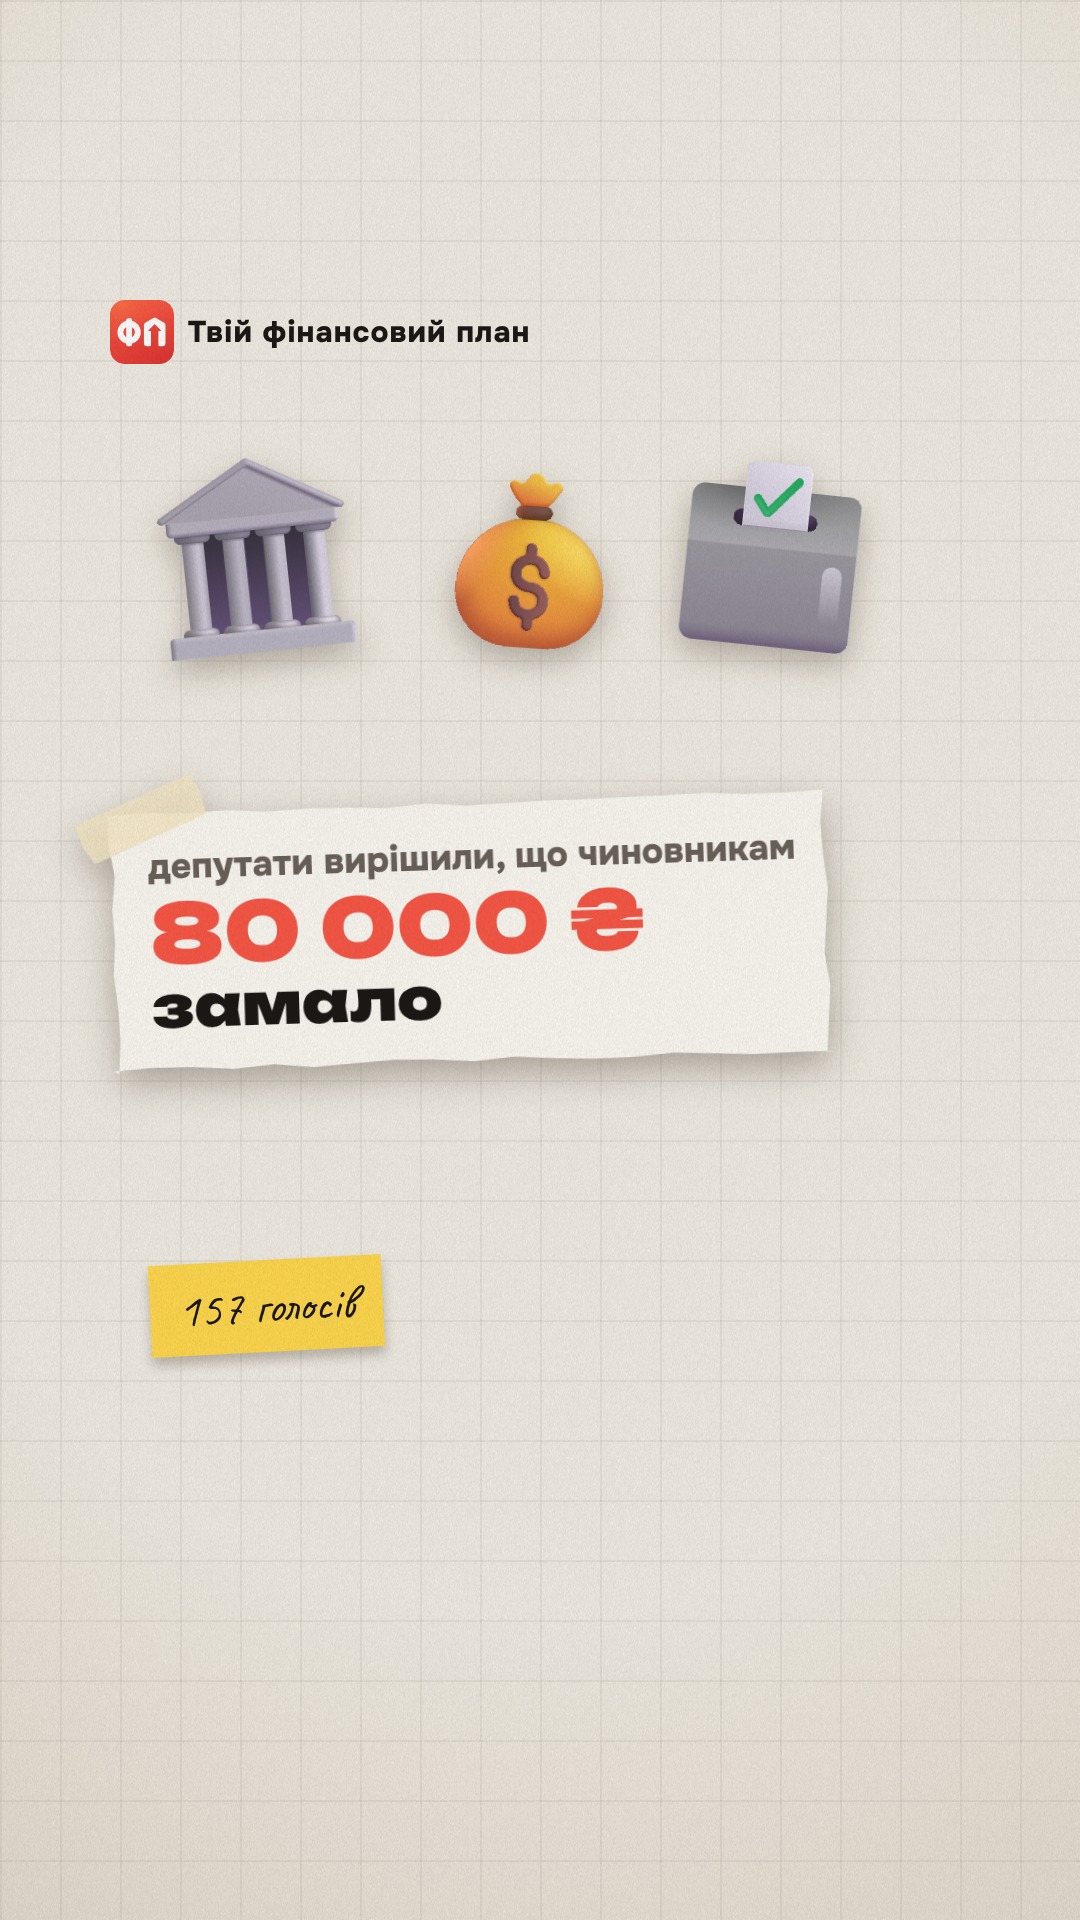 ФП Твій фінансовий план
депутати вирішили, що чиновникам
80 000 ₴
замало
157 голосів